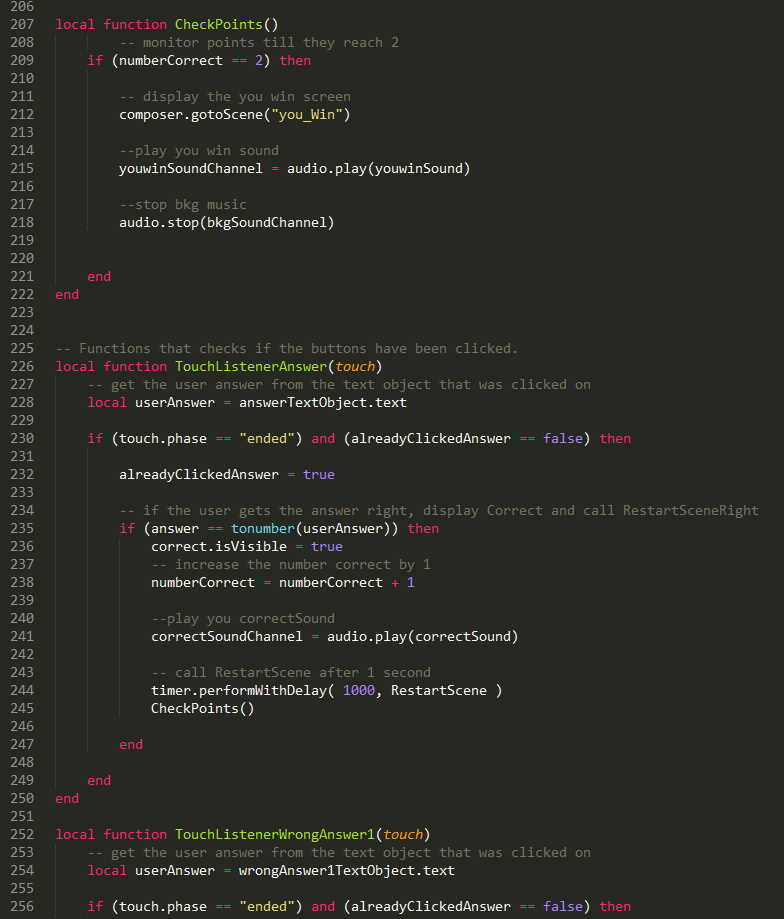 206
207 local function CheckPoints()
208 -- monitor points till they reach 2
209 if (numberCorrect == 2) then
210
211 -- display the you win screen
212 composer.gotoScene("you_Win")
213
214 --play you win sound
215 youwinSoundChannel = audio.play(youwinSound)
216
217 --stop bkg music
218 audio.stop(bkgSoundChannel)
219
220
221 end
222 end
223
224
225 -- Functions that checks if the buttons have been clicked.
226 local function TouchListenerAnswer(touch)
227 -- get the user answer from the text object that was clicked on
228 local userAnswer = answerTextObject.text
229
230 if (touch.phase == "ended") and (alreadyClickedAnswer == false) then
231
232 alreadyClickedAnswer = true
233
234 -- if the user gets the answer right, display Correct and call RestartSceneRight
235 if (answer == tonumber(userAnswer)) then
236 correct.isVisible = true
237 -- increase the number correct by 1
238 numberCorrect = numberCorrect + 1
239
240 --play you correctSound
241 correctSoundChannel = audio.play(correctSound)
242
243 -- call RestartScene after 1 second
244 timer.performWithDelay( 1000, RestartScene )
245 CheckPoints()
246
247 end
248
249 end
250 end
251
252 local function TouchListenerWrongAnswer1(touch)
253 -- get the user answer from the text object that was clicked on
254 local userAnswer = wrongAnswer1TextObject.text
255
256 if (touch.phase == "ended") and (alreadyClickedAnswer == false) then